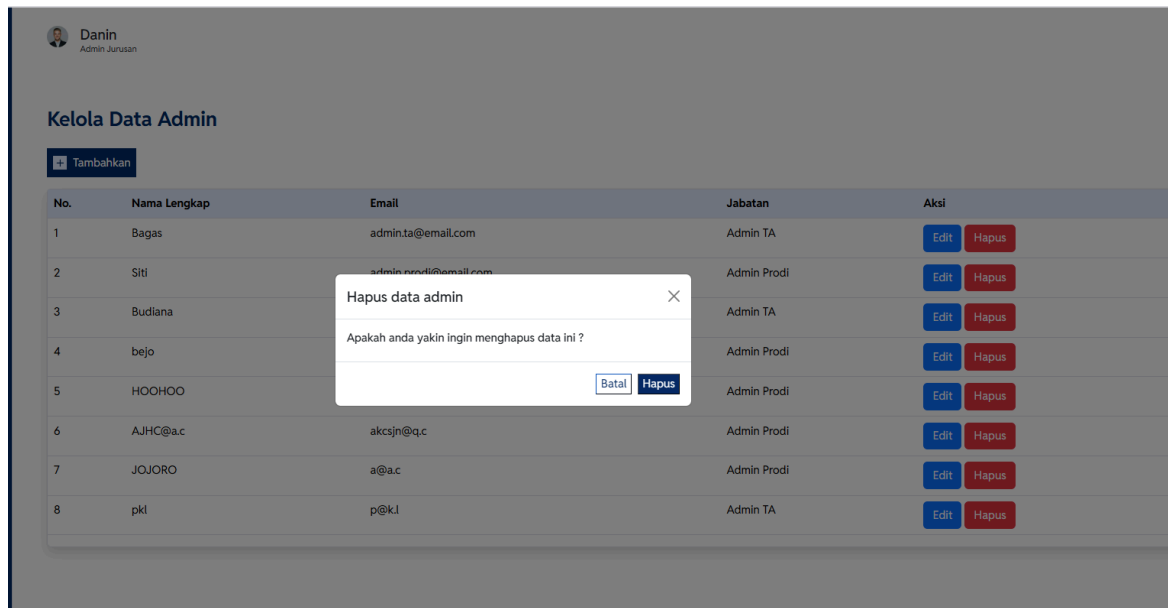 Danin
Admin Jurusan
Kelola Data Admin
+ Tambahkan
No. Nama Lengkap Email Jabatan Aksi
1 Bagas admin.ta@email.com Admin TA Edit Hapus
2 Siti admin.prodi@email.com Admin Prodi Edit Hapus
Hapus data admin
3 Budiana Admin TA Edit Hapus
Apakah anda yakin ingin menghapus data ini ?
4 bejo Admin Prodi Edit Hapus
Batal Hapus
5 HOOHOO Admin Prodi Edit Hapus
6 AJHC@a.c akcsjn@q.c Admin Prodi Edit Hapus
7 JOJORO a@a.c Admin Prodi Edit Hapus
8 pkl p@k.l Admin TA Edit Hapus